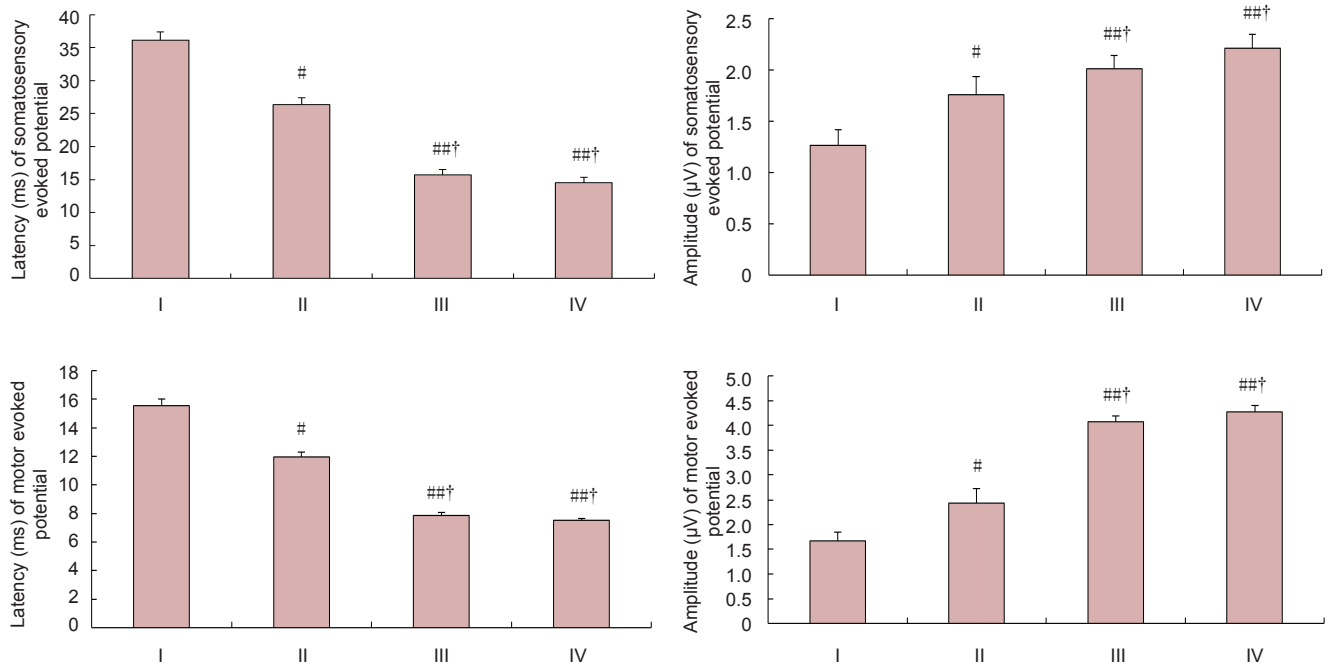 Latency (ms) of somatosensory
evoked potential
40
35
30
25
20
15
10
5
0
#
##†
##†
I
II
III
IV
Amplitude (μV) of somatosensory
evoked potential
2.5
2.0
1.5
1.0
0.5
0
#
##†
##†
I
II
III
IV
Latency (ms) of motor evoked
potential
18
16
14
12
10
8
6
4
2
0
#
##†
##†
I
II
III
IV
Amplitude (μV) of motor evoked
potential
5.0
4.5
4.0
3.5
3.0
2.5
2.0
1.5
1.0
0.5
0
#
##†
##†
I
II
III
IV